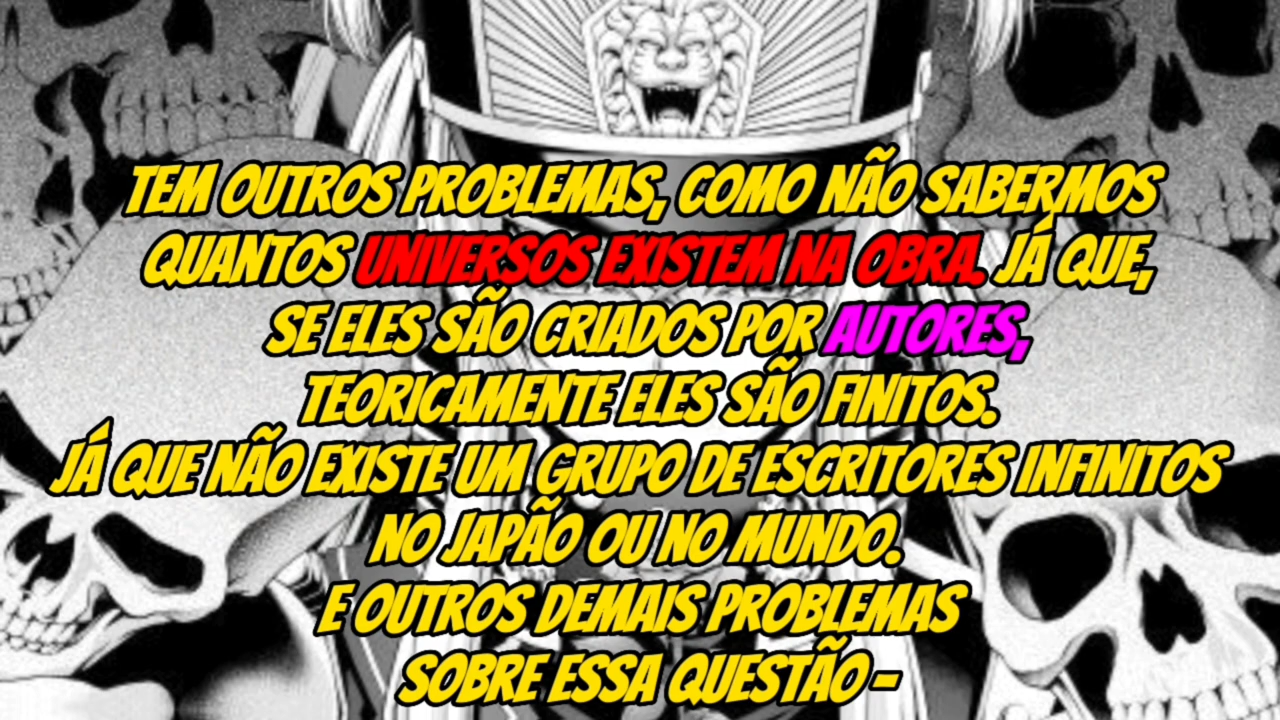 TEM OUTROS PROBLEMAS, COMO NÃO SABERMOS
QUANTOS UNIVERSOS EXISTEM NA OBRA. JÁ QUE,
SE ELES SÃO CRIADOS POR AUTORES,
TEORICAMENTE ELES SÃO FINITOS.
JÁ QUE NÃO EXISTE UM GRUPO DE ESCRITORES INFINITOS
NO JAPÃO OU NO MUNDO.
E OUTROS DEMAIS PROBLEMAS
SOBRE ESSA QUESTÃO -